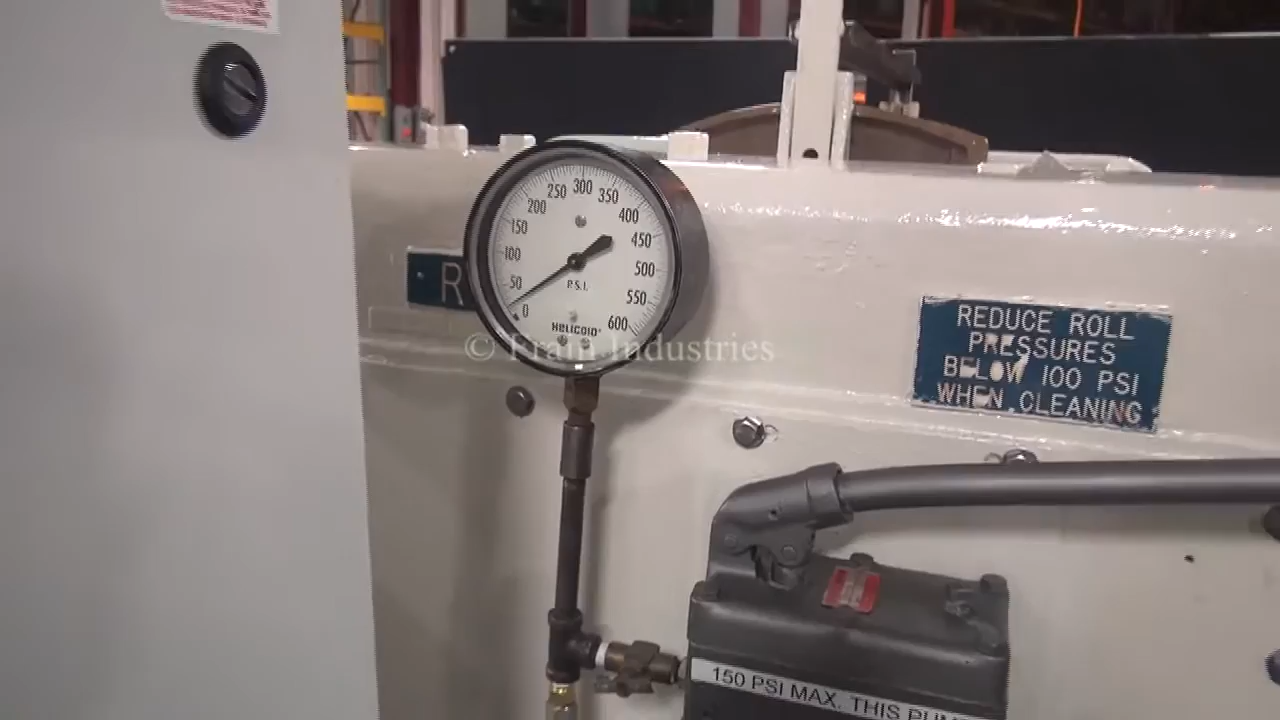 300
250
350
200
400
150
450
100
500
50
550
0
600
P.S.I.
HELICOID
R
© Frain Industries
REDUCE ROLL
PRESSURES
BELOW 100 PSI
WHEN CLEANING
150 PSI MAX. THIS PUM